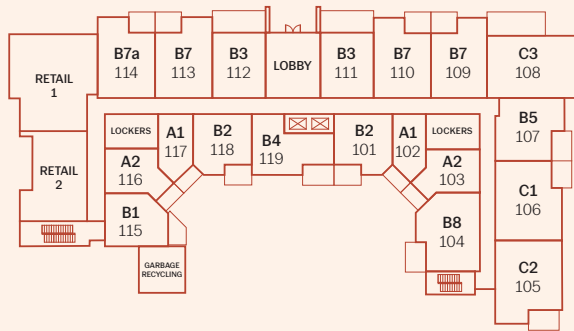 RETAIL
1
B7a
114
B7
113
B3
112
LOBBY
B3
111
B7
110
B7
109
C3
108
LOCKERS
A1
117
B2
118
B4
119
B2
101
A1
102
LOCKERS
B5
107
RETAIL
2
A2
116
A2
103
B1
115
B8
104
C1
106
GARBAGE
RECYCLING
C2
105